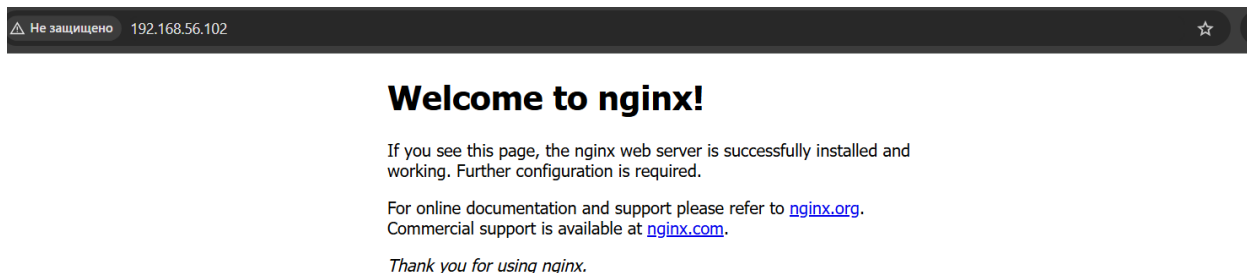 Не защищено 192.168.56.102
Welcome to nginx!
If you see this page, the nginx web server is successfully installed and
working. Further configuration is required.
For online documentation and support please refer to nginx.org.
Commercial support is available at nginx.com.
Thank you for using nginx.